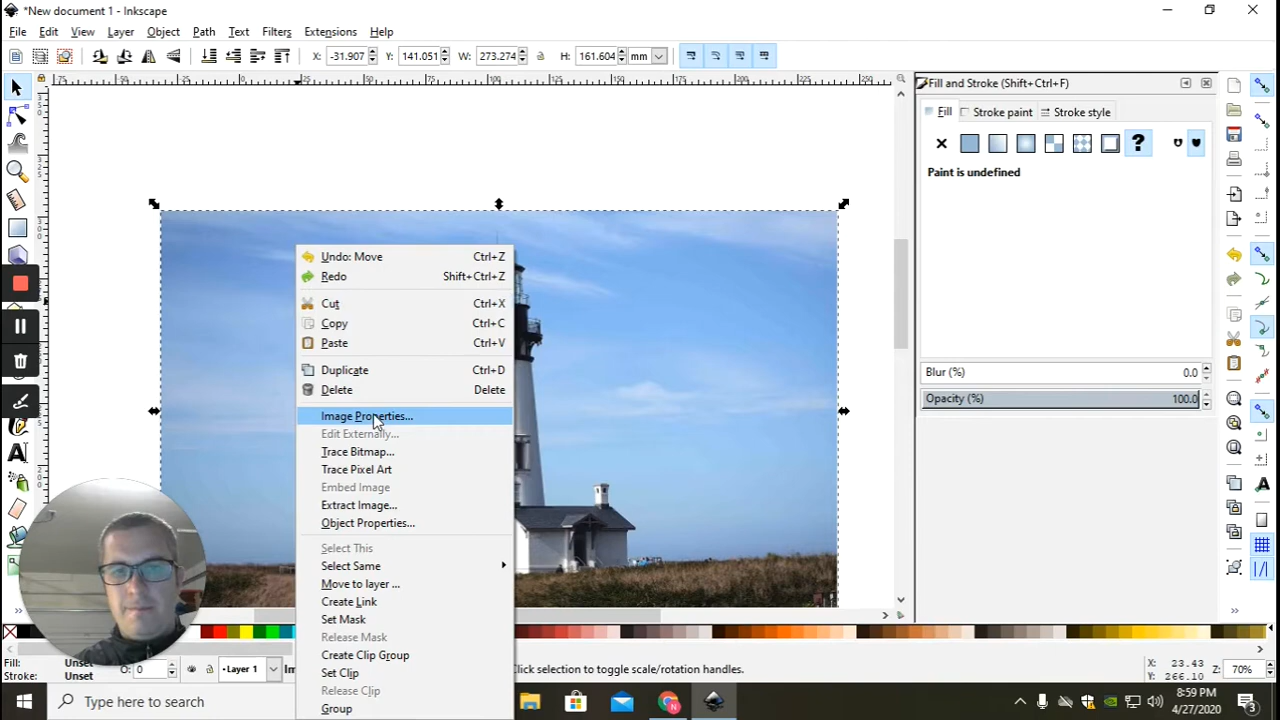 *New document 1 - Inkscape
File Edit View Layer Object Path Text Filters Extensions Help
X: -31.907 Y: 141.051 W: 273.274 H: 161.604 mm
Fill and Stroke (Shift+Ctrl+F)
Fill Stroke paint Stroke style
Paint is undefined
Undo: Move Ctrl+Z
Redo Shift+Ctrl+Z
Cut Ctrl+X
Copy Ctrl+C
Paste Ctrl+V
Duplicate Ctrl+D
Delete Delete
Image Properties...
Edit Externally...
Trace Bitmap...
Trace Pixel Art
Embed Image
Extract Image...
Object Properties...
Select This
Select Same
Move to layer ...
Create Link
Set Mask
Release Mask
Create Clip Group
Set Clip
Release Clip
Group
Blur (%) 0.0
Opacity (%) 100.0
Fill: Unset
Stroke: Unset
O: 0
Layer 1
Click selection to toggle scale/rotation handles.
X: 23.43
Y: 266.10
Z: 70%
Type here to search
8:59 PM
4/27/2020
3